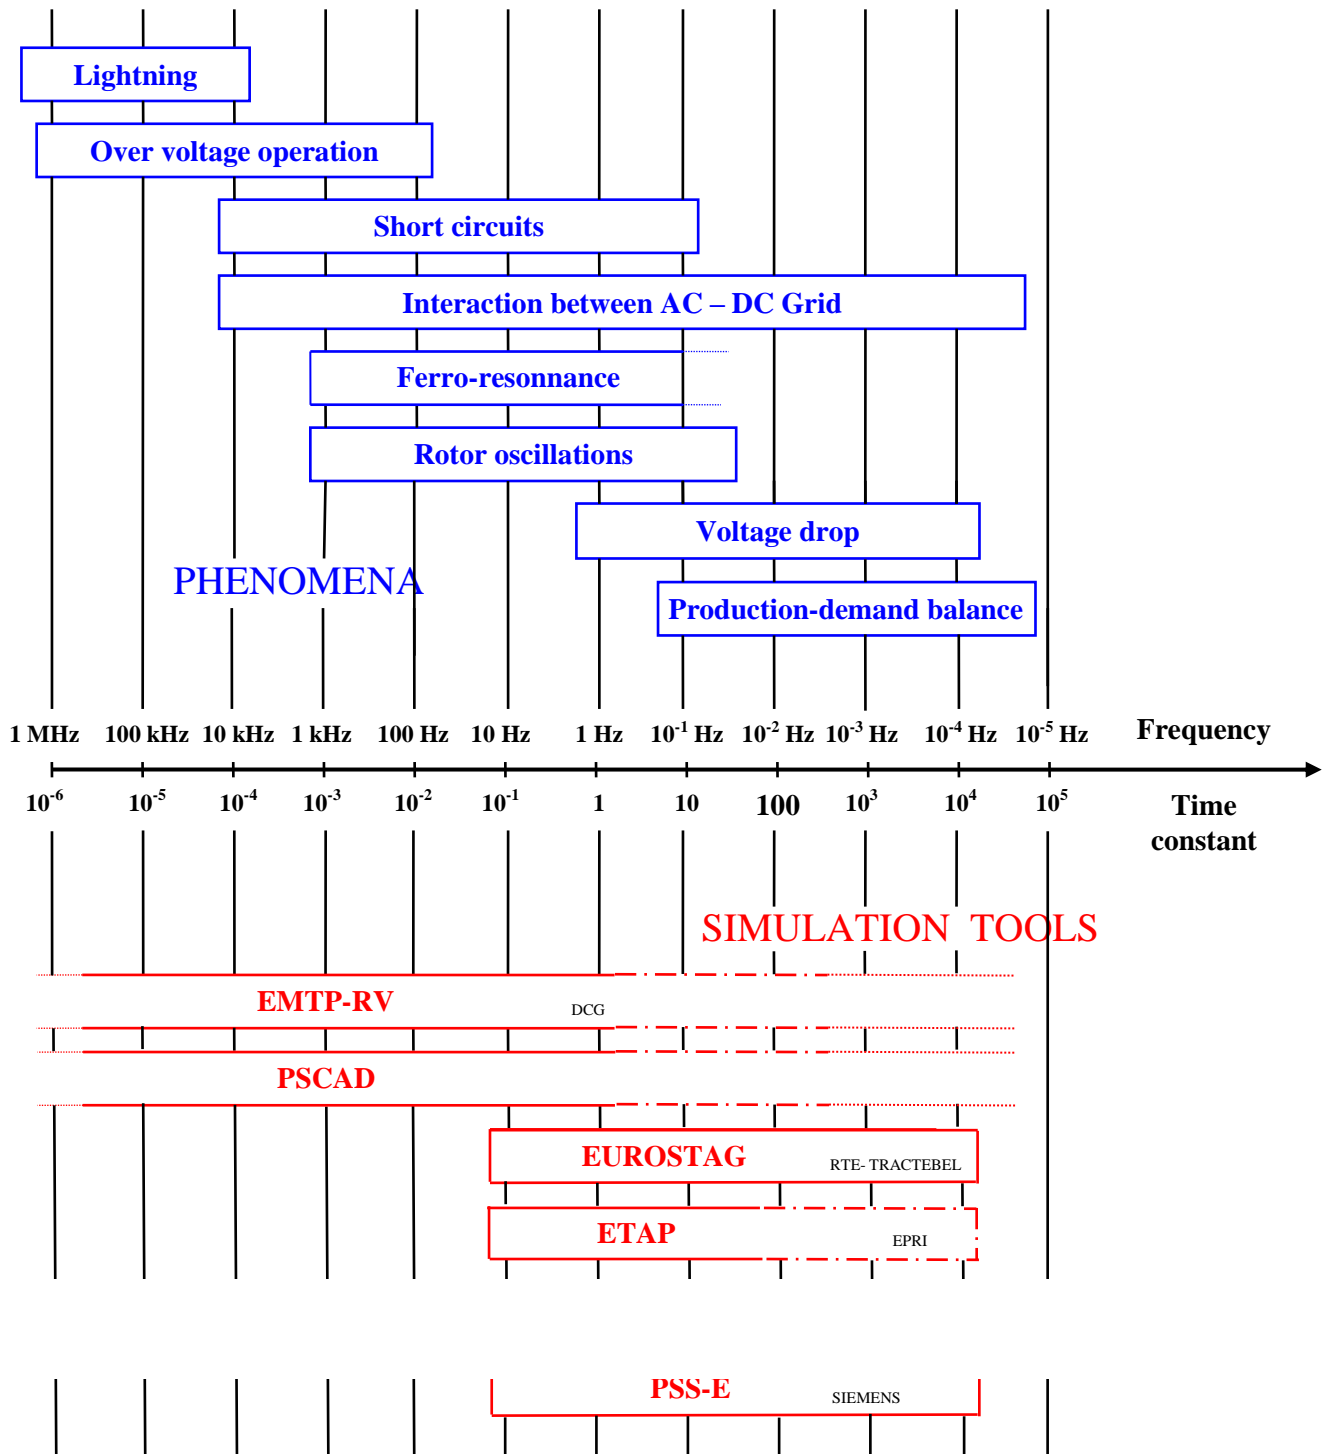 Lightning
Over voltage operation
Short circuits
Interaction between AC – DC Grid
Ferro-resonnance
Rotor oscillations
Voltage drop
PHENOMENA
Production-demand balance
1 MHz 100 kHz 10 kHz 1 kHz 100 Hz 10 Hz 1 Hz 10⁻¹ Hz 10⁻² Hz 10⁻³ Hz 10⁻⁴ Hz 10⁻⁵ Hz Frequency
10⁻⁶ 10⁻⁵ 10⁻⁴ 10⁻³ 10⁻² 10⁻¹ 1 10 100 10³ 10⁴ 10⁵ Time
constant
SIMULATION TOOLS
EMTP-RV DCG
PSCAD
EUROSTAG RTE- TRACTEBEL
ETAP EPRI
PSS-E SIEMENS